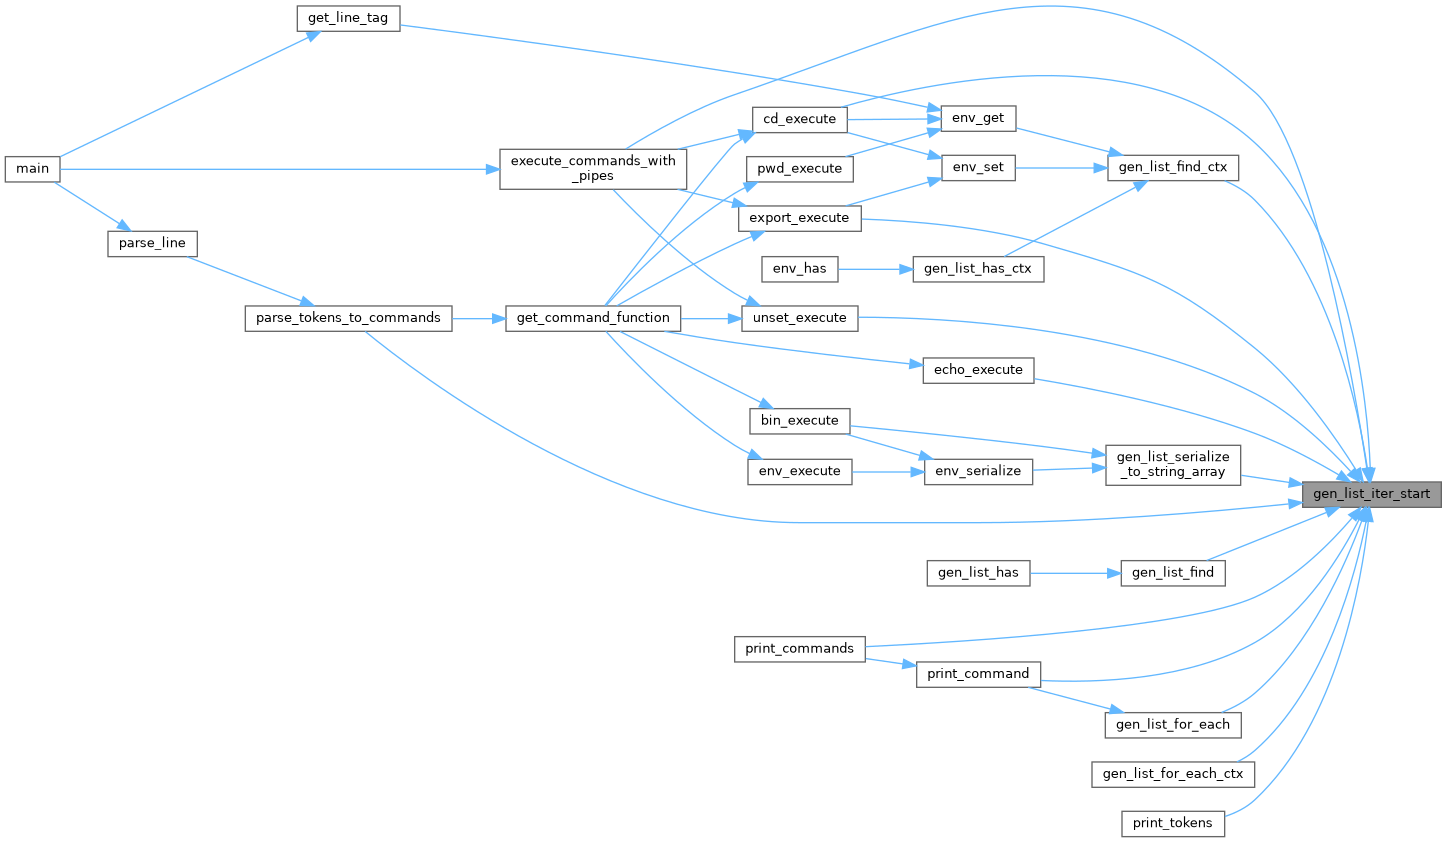 get_line_tag
cd_execute
env_get
main
execute_commands_with
_pipes
pwd_execute
env_set
gen_list_find_ctx
export_execute
parse_line
env_has
gen_list_has_ctx
parse_tokens_to_commands
get_command_function
unset_execute
echo_execute
bin_execute
gen_list_serialize
_to_string_array
env_execute
env_serialize
gen_list_iter_start
gen_list_has
gen_list_find
print_commands
print_command
gen_list_for_each
gen_list_for_each_ctx
print_tokens